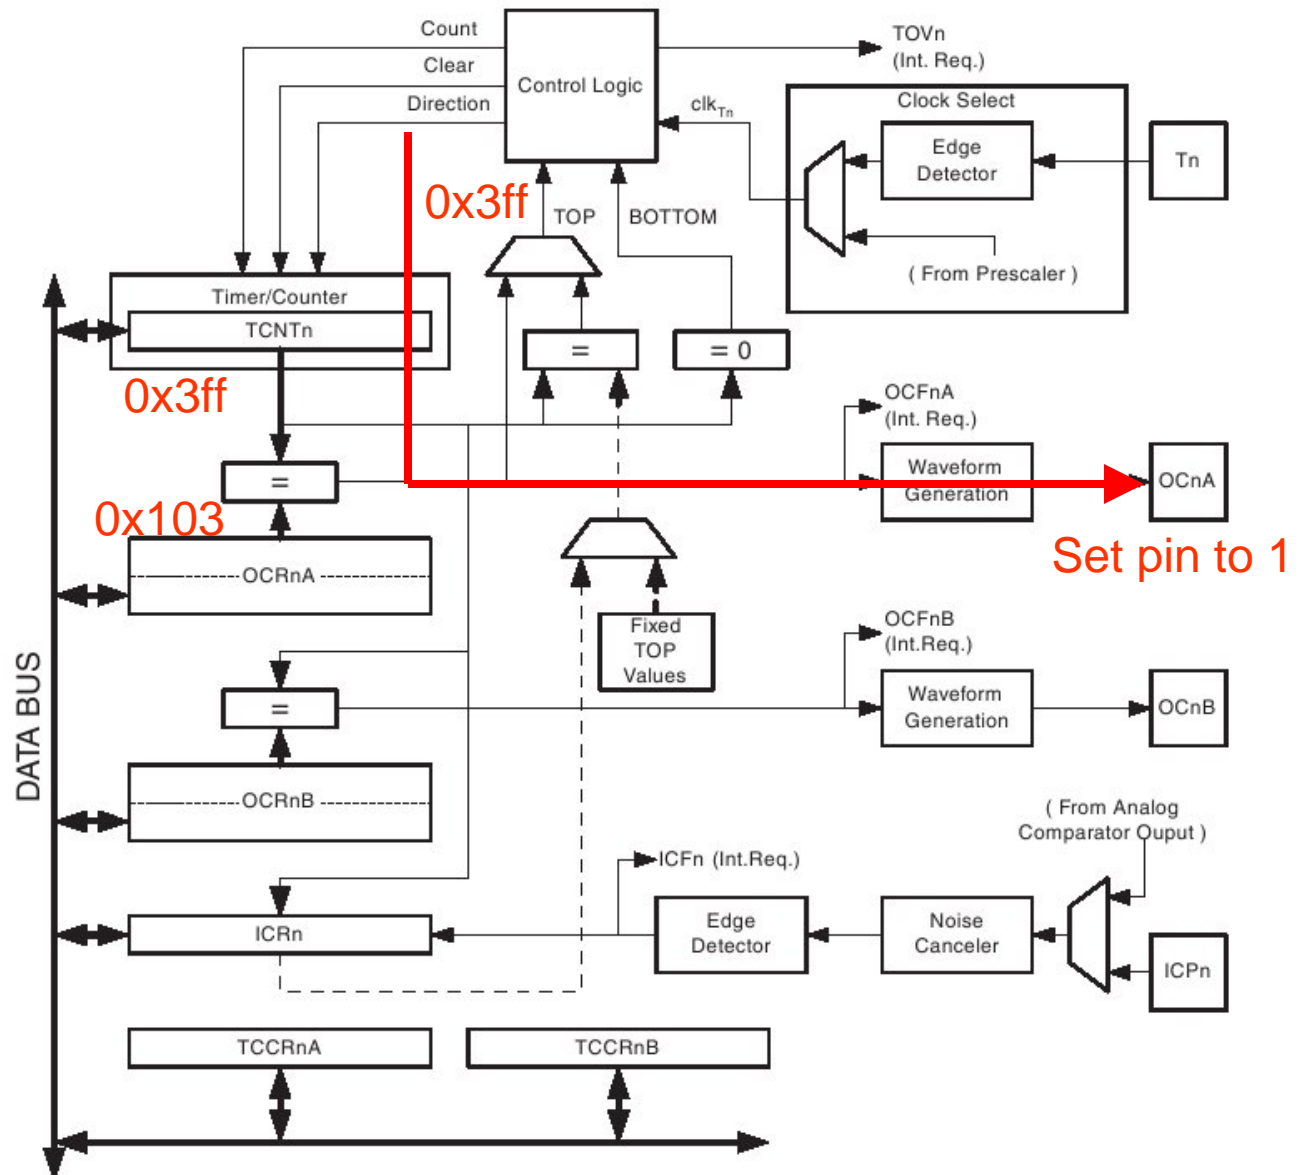 Count
TOVn
(Int. Req.)
Clear
Control Logic
Clock Select
Direction
clkTn
Edge
Detector
Tn
0x3ff
TOP
BOTTOM
( From Prescaler )
Timer/Counter
TCNTn
=
= 0
0x3ff
OCFnA
(Int. Req.)
=
Waveform
Generation
OCnA
0x103
Set pin to 1
OCRnA
Fixed
TOP
Values
OCFnB
(Int.Req.)
DATA BUS
=
Waveform
Generation
OCnB
OCRnB
( From Analog
Comparator Ouput )
ICFn (Int.Req.)
ICRn
Edge
Detector
Noise
Canceler
ICPn
TCCRnA
TCCRnB